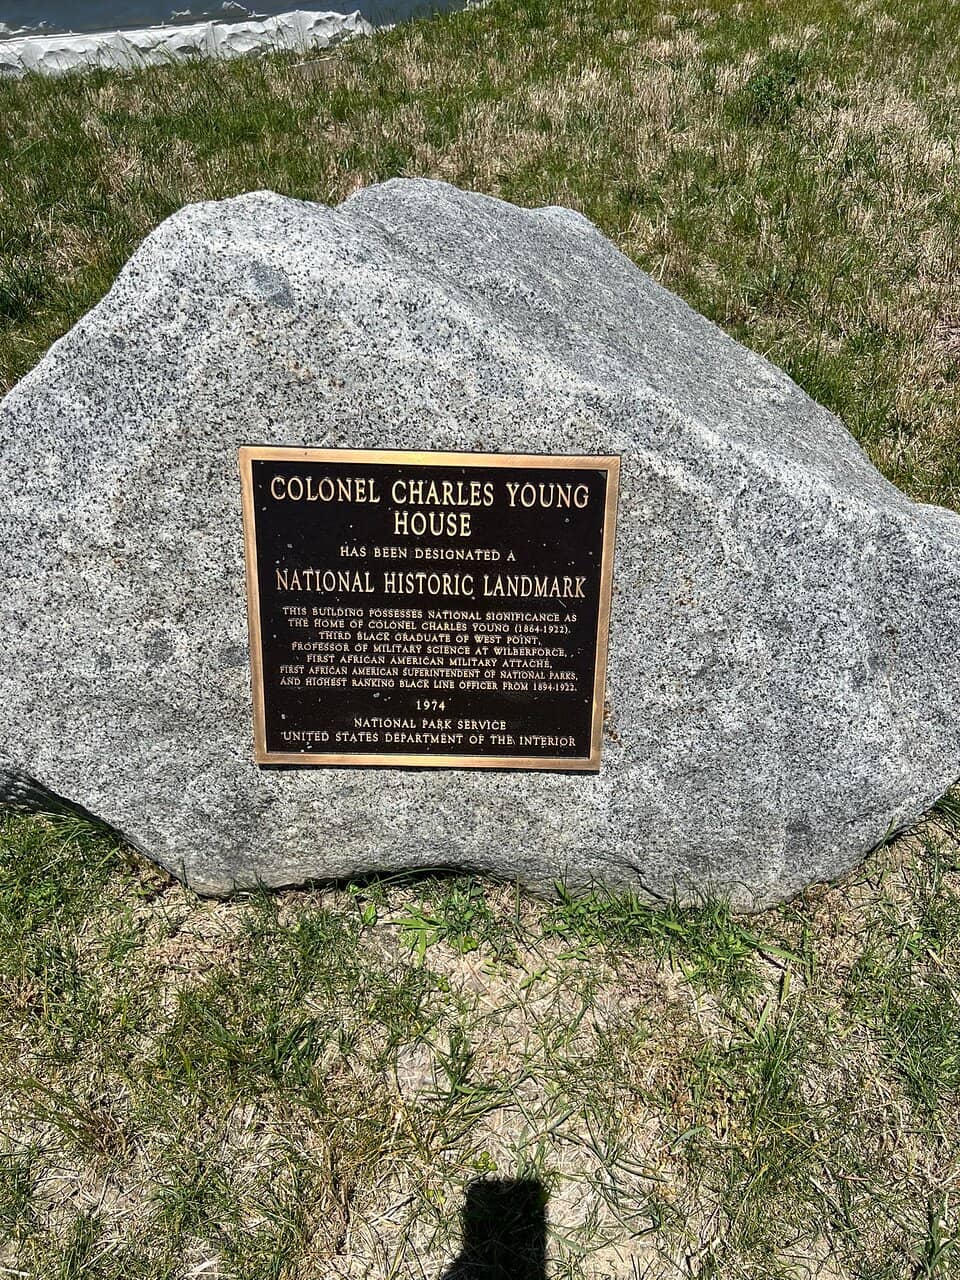 COLONEL CHARLES YOUNG
HOUSE
HAS BEEN DESIGNATED A
NATIONAL HISTORIC LANDMARK
THIS BUILDING POSSESSES NATIONAL SIGNIFICANCE AS
THE HOME OF COLONEL CHARLES YOUNG (1864-1922).
THIRD BLACK GRADUATE OF WEST POINT,
PROFESSOR OF MILITARY SCIENCE AT WILBERFORCE,
FIRST AFRICAN AMERICAN MILITARY ATTACHÉ,
FIRST AFRICAN AMERICAN SUPERINTENDENT OF NATIONAL PARKS,
AND HIGHEST RANKING BLACK LINE OFFICER FROM 1894-1922.
1974
NATIONAL PARK SERVICE
UNITED STATES DEPARTMENT OF THE INTERIOR